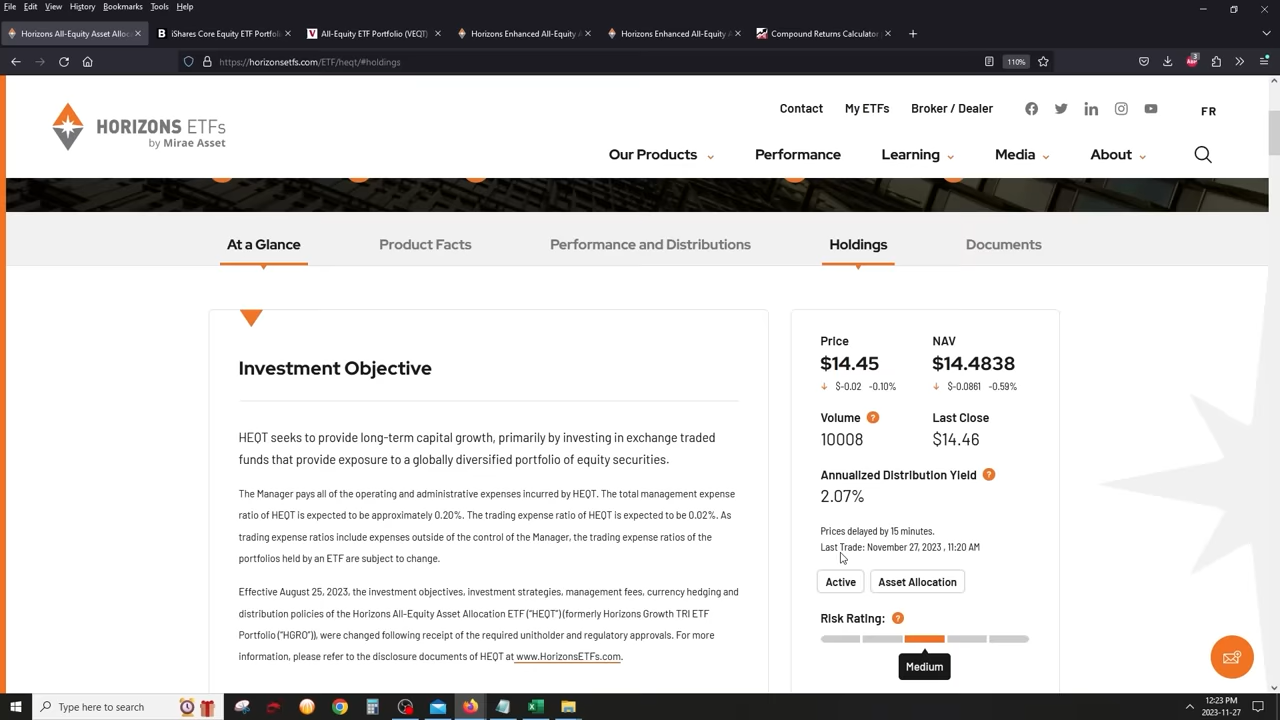 File Edit View History Bookmarks Tools Help
Horizons All-Equity Asset Alloc
iShares Core Equity ETF Portfoli
All-Equity ETF Portfolio (VEQT)
Horizons Enhanced All-Equity A
Horizons Enhanced All-Equity A
Compound Returns Calculator
https://horizonsetfs.com/ETF/heqt/#holdings
110%
HORIZONS ETFs
by Mirae Asset
Contact My ETFs Broker / Dealer FR
Our Products Performance Learning Media About
At a Glance Product Facts Performance and Distributions Holdings Documents
Investment Objective
HEQT seeks to provide long-term capital growth, primarily by investing in exchange traded
funds that provide exposure to a globally diversified portfolio of equity securities.
The Manager pays all of the operating and administrative expenses incurred by HEQT. The total management expense
ratio of HEQT is expected to be approximately 0.20%. The trading expense ratio of HEQT is expected to be 0.02%. As
trading expense ratios include expenses outside of the control of the Manager, the trading expense ratios of the
portfolios held by an ETF are subject to change.
Effective August 25, 2023, the investment objectives, investment strategies, management fees, currency hedging and
distribution policies of the Horizons All-Equity Asset Allocation ETF ("HEQT") (formerly Horizons Growth TRI ETF
Portfolio ("HGRO")), were changed following receipt of the required unitholder and regulatory approvals. For more
information, please refer to the disclosure documents of HEQT at www.HorizonsETFs.com.
Price NAV
$14.45 $14.4838
$-0.02 -0.10% $-0.0861 -0.59%
Volume ? Last Close
10008 $14.46
Annualized Distribution Yield ?
2.07%
Prices delayed by 15 minutes.
Last Trade: November 27, 2023 , 11:20 AM
Active Asset Allocation
Risk Rating: ?
Medium
Type here to search
12:23 PM
2023-11-27